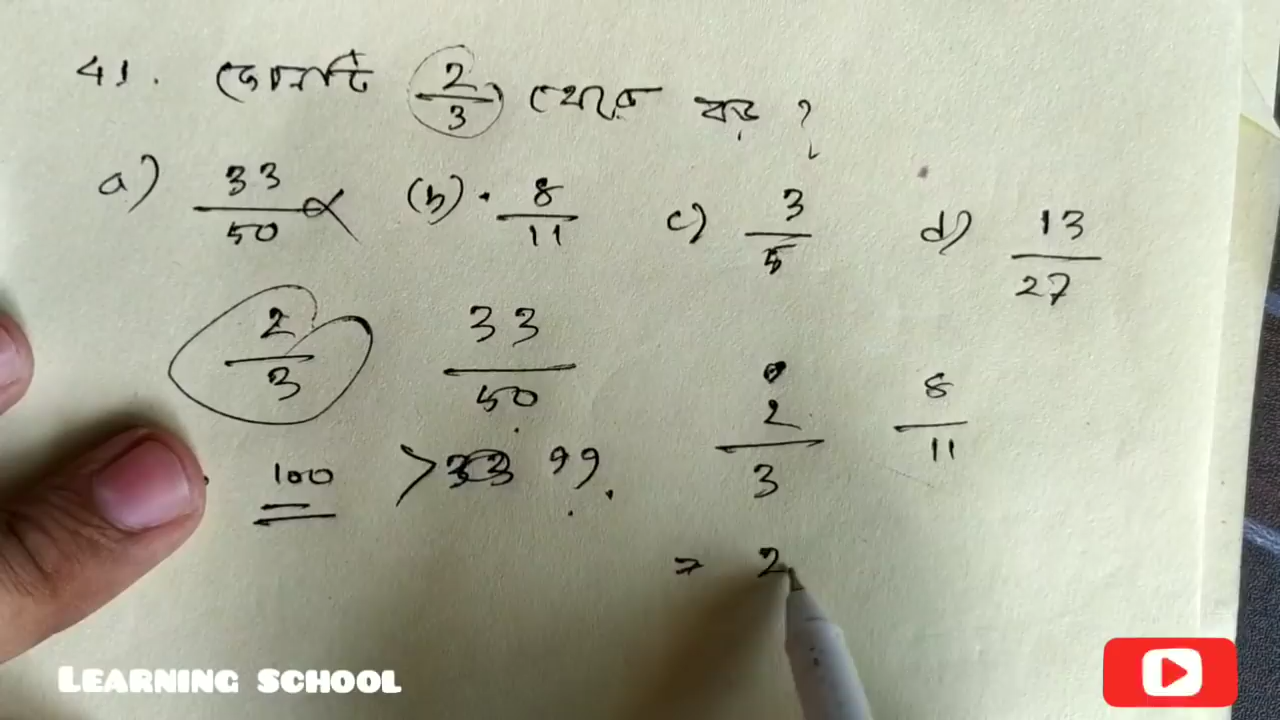 41. কোনটি 2/3 থেকে বড় ?
a) 33/50 (b) 8/11 c) 3/5 d) 13/27
2/3 33/50 2/3 8/11
100 > 99
= 2
LEARNING SCHOOL